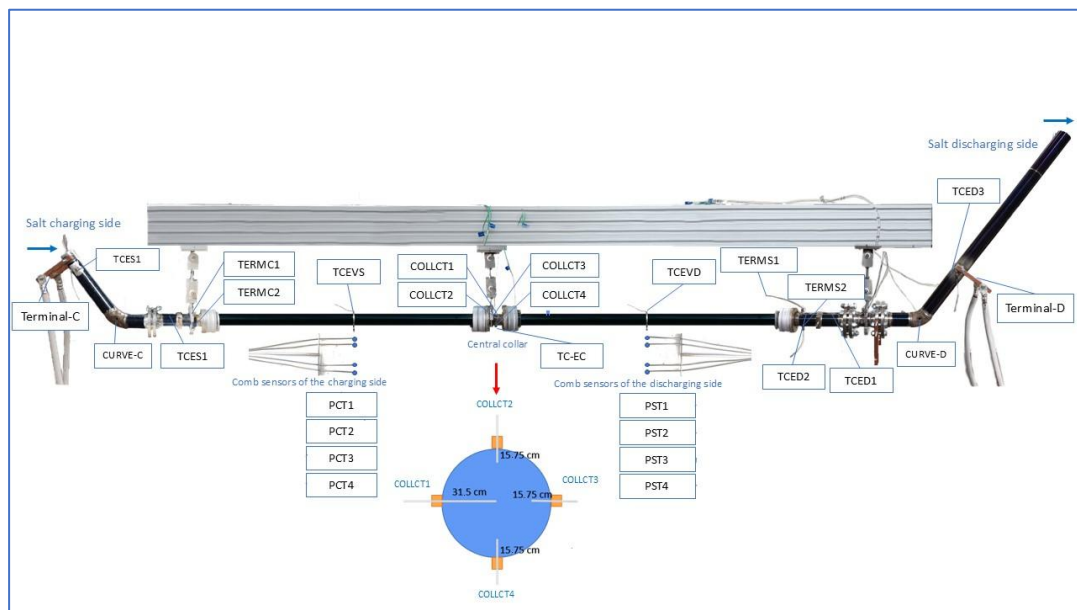 Salt discharging side
TCED3
Salt charging side
TCES1
TERMC1
TERMC2
TCEVS
COLLCT1
COLLCT2
COLLCT3
COLLCT4
TCEVD
TERMS1
TERMS2
Terminal-C
Terminal-D
CURVE-C
TCES1
Central collar
TC-EC
TCED2
TCED1
CURVE-D
Comb sensors of the charging side
Comb sensors of the discharging side
PCT1
PCT2
PCT3
PCT4
PST1
PST2
PST3
PST4
COLLCT2
15.75 cm
COLLCT1
31.5 cm
15.75 cm
COLLCT3
15.75 cm
COLLCT4